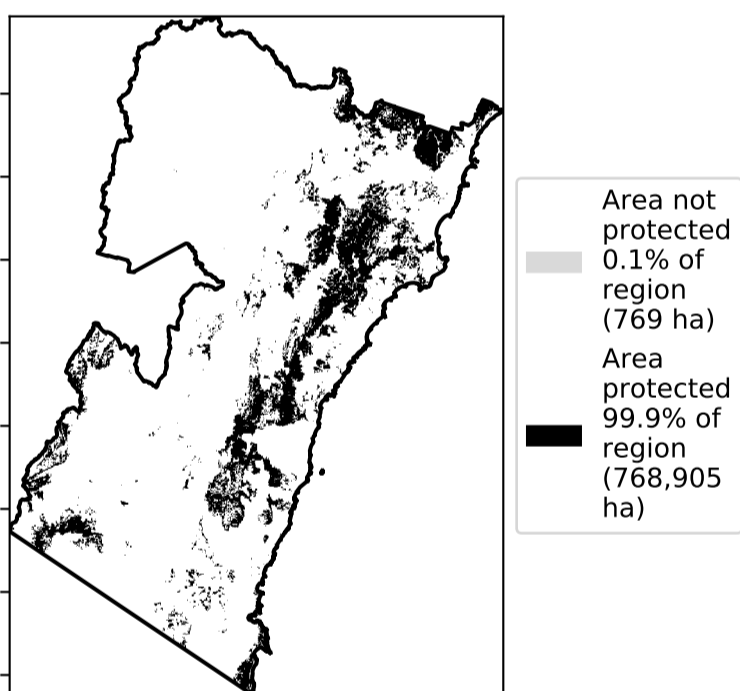 Area not
protected
0.1% of
region
(769 ha)
Area
protected
99.9% of
region
(768,905
ha)